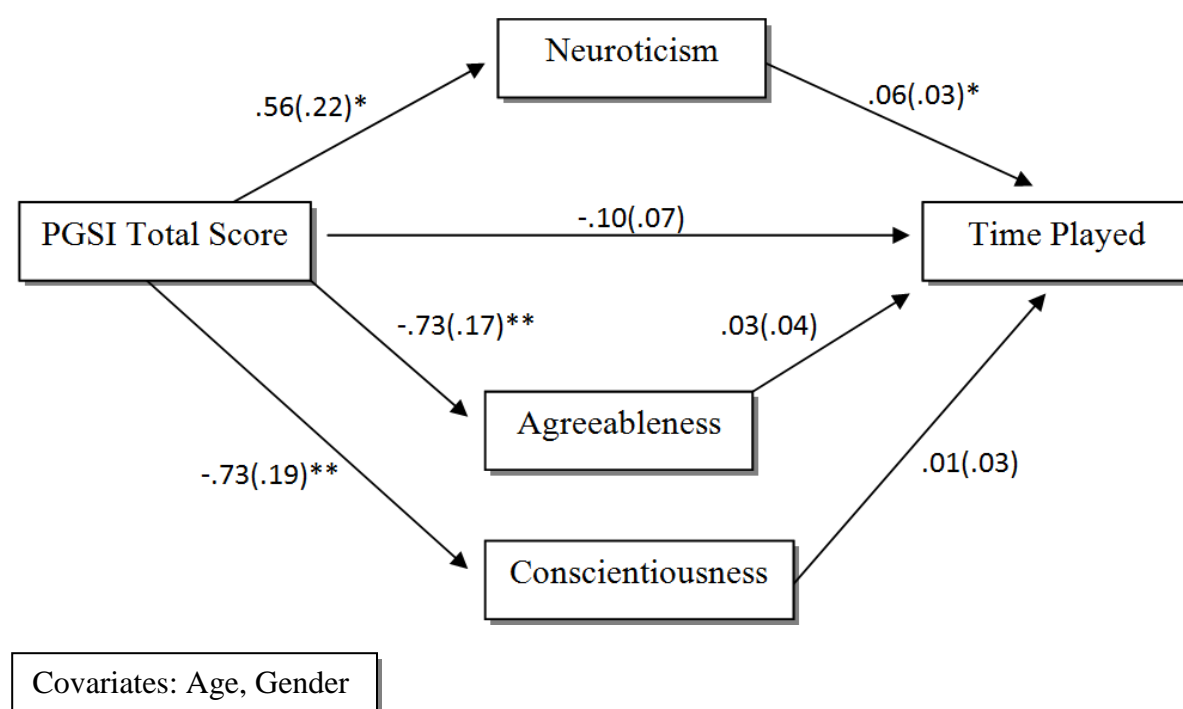 Neuroticism
.56(.22)*
.06(.03)*
PGSI Total Score
-.10(.07)
Time Played
-.73(.17)**
.03(.04)
Agreeableness
-.73(.19)**
.01(.03)
Conscientiousness
Covariates: Age, Gender